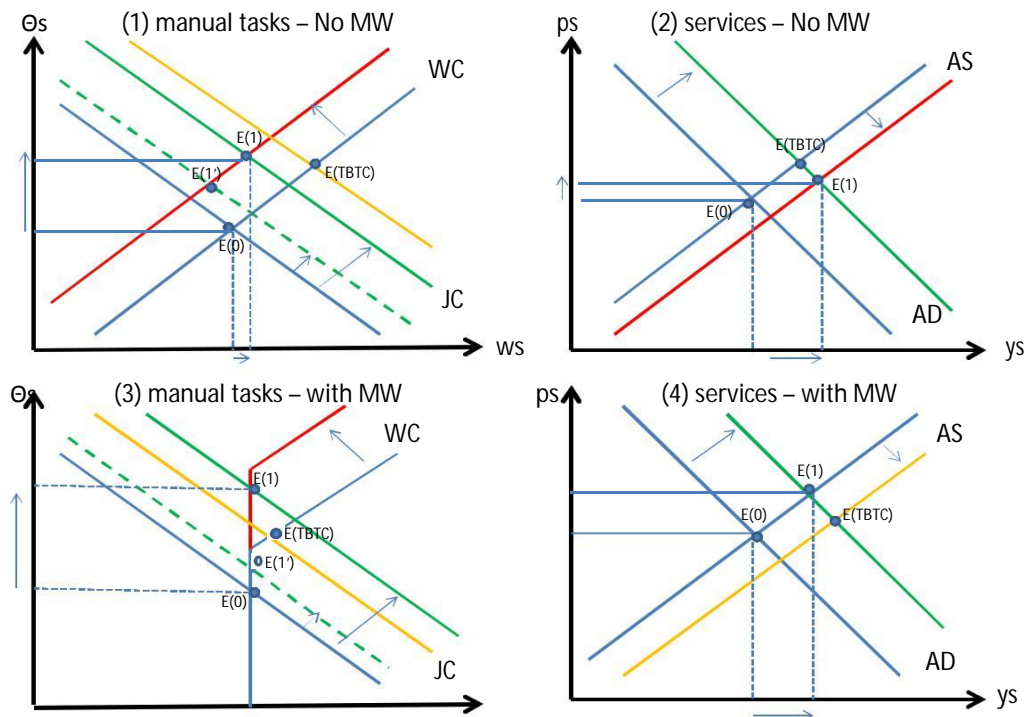 Θs (1) manual tasks – No MW
WC
E(1)
E(1')
E(TBTC)
E(0)
JC
ws
ps (2) services – No MW
AS
E(TBTC)
E(1)
E(0)
AD
ys
Θs (3) manual tasks – with MW
WC
E(1)
E(TBTC)
E(1')
E(0)
JC
ps (4) services – with MW
AS
E(1)
E(0)
E(TBTC)
AD
ys